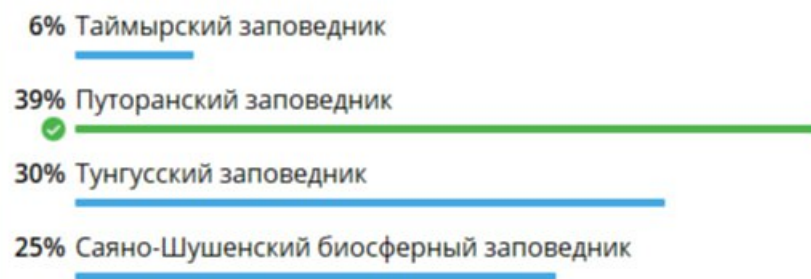 6% Таймырский заповедник
39% Путоранский заповедник
30% Тунгусский заповедник
25% Саяно-Шушенский биосферный заповедник